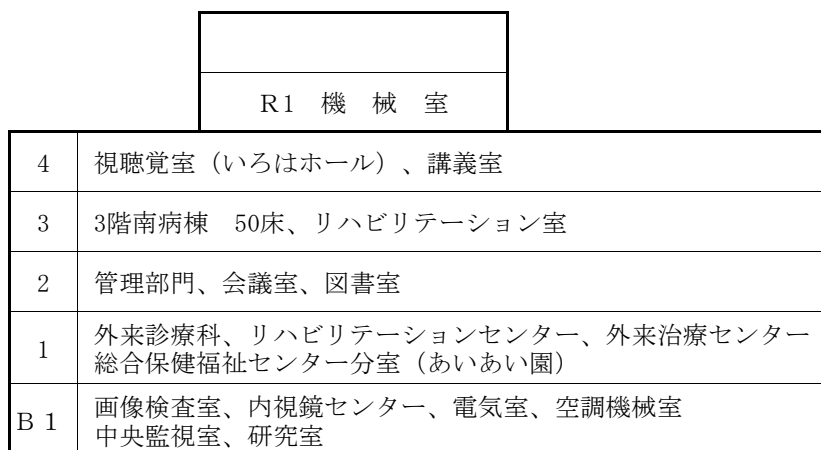 R1 機 械 室
4 視聴覚室（いろはホール）、講義室
3 3階南病棟　50床、リハビリテーション室
2 管理部門、会議室、図書室
1 外来診療科、リハビリテーションセンター、外来治療センター
総合保健福祉センター分室（あいあい園）
B1 画像検査室、内視鏡センター、電気室、空調機械室
中央監視室、研究室